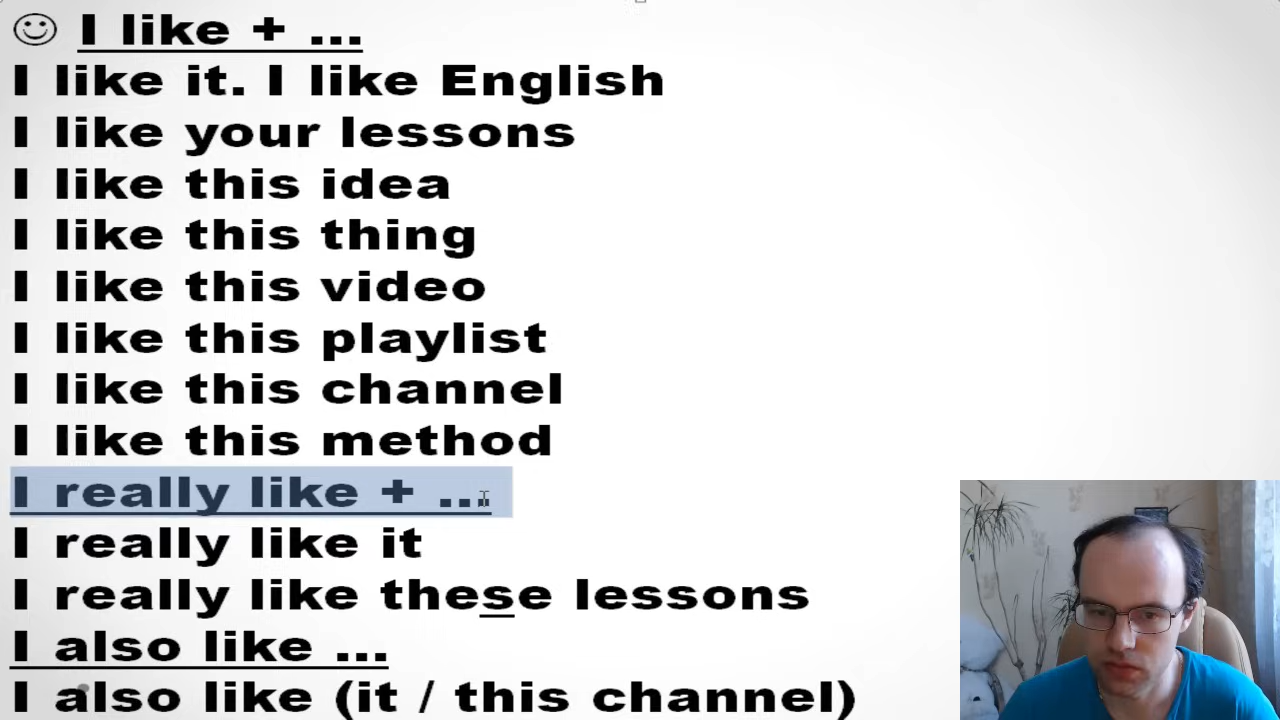 ☺ I like + ...
I like it. I like English
I like your lessons
I like this idea
I like this thing
I like this video
I like this playlist
I like this channel
I like this method
I really like + ...
I really like it
I really like these lessons
I also like ...
I also like (it / this channel)